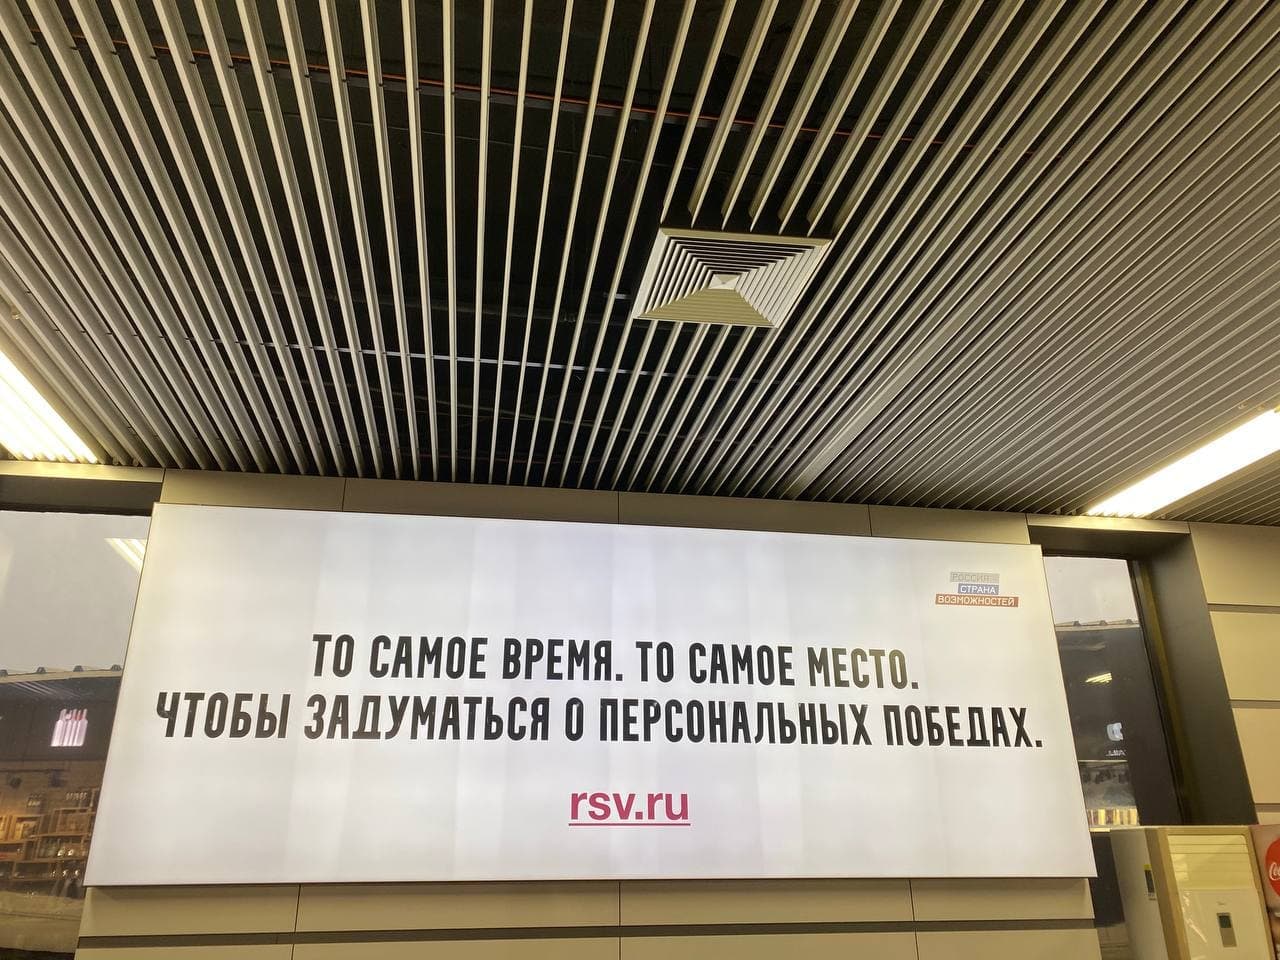 РОССИЯ –
СТРАНА
ВОЗМОЖНОСТЕЙ
ТО САМОЕ ВРЕМЯ. ТО САМОЕ МЕСТО.
ЧТОБЫ ЗАДУМАТЬСЯ О ПЕРСОНАЛЬНЫХ ПОБЕДАХ.
rsv.ru